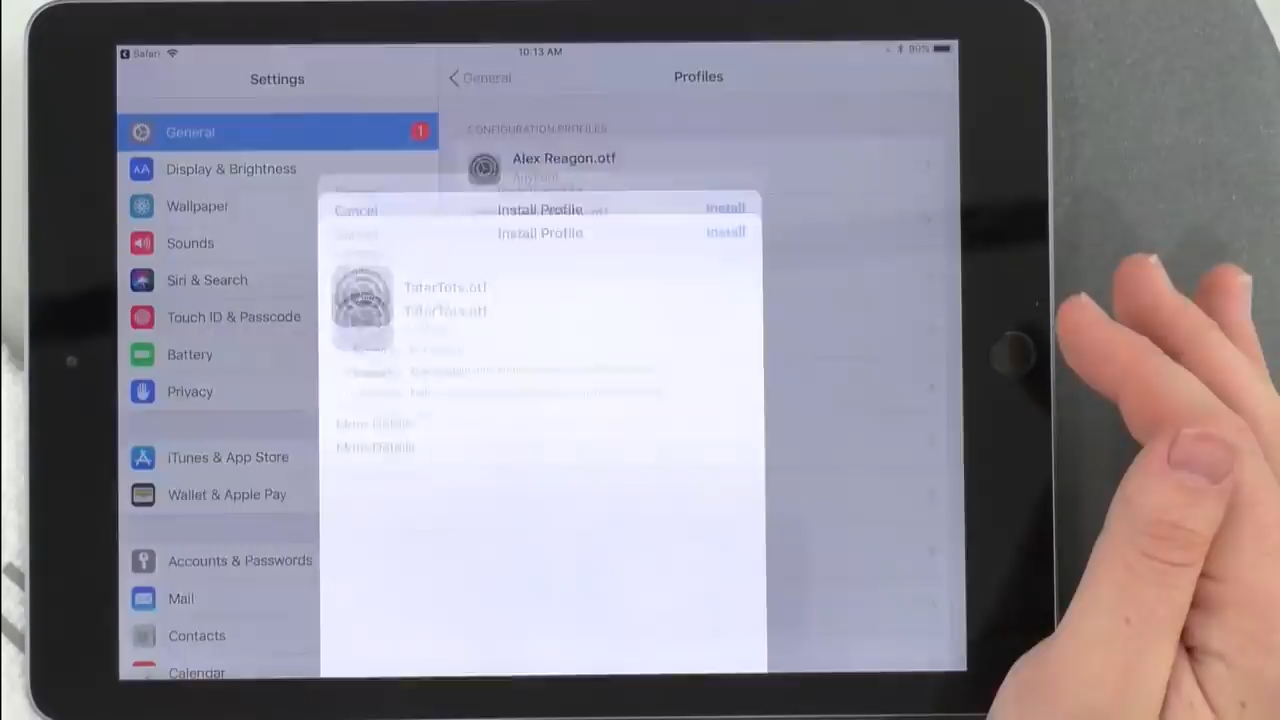 Safari
10:13 AM
99%
Settings
General
Profiles
General
1
CONFIGURATION PROFILES
Display & Brightness
Alex Reagon.otf
Wallpaper
Cancel
Install Profile
Install
Install Profile
Install
Sounds
Siri & Search
TatarTots.otf
TatarTots.otf
Touch ID & Passcode
Battery
Privacy
More Details
More Details
iTunes & App Store
Wallet & Apple Pay
Accounts & Passwords
Mail
Contacts
Calendar